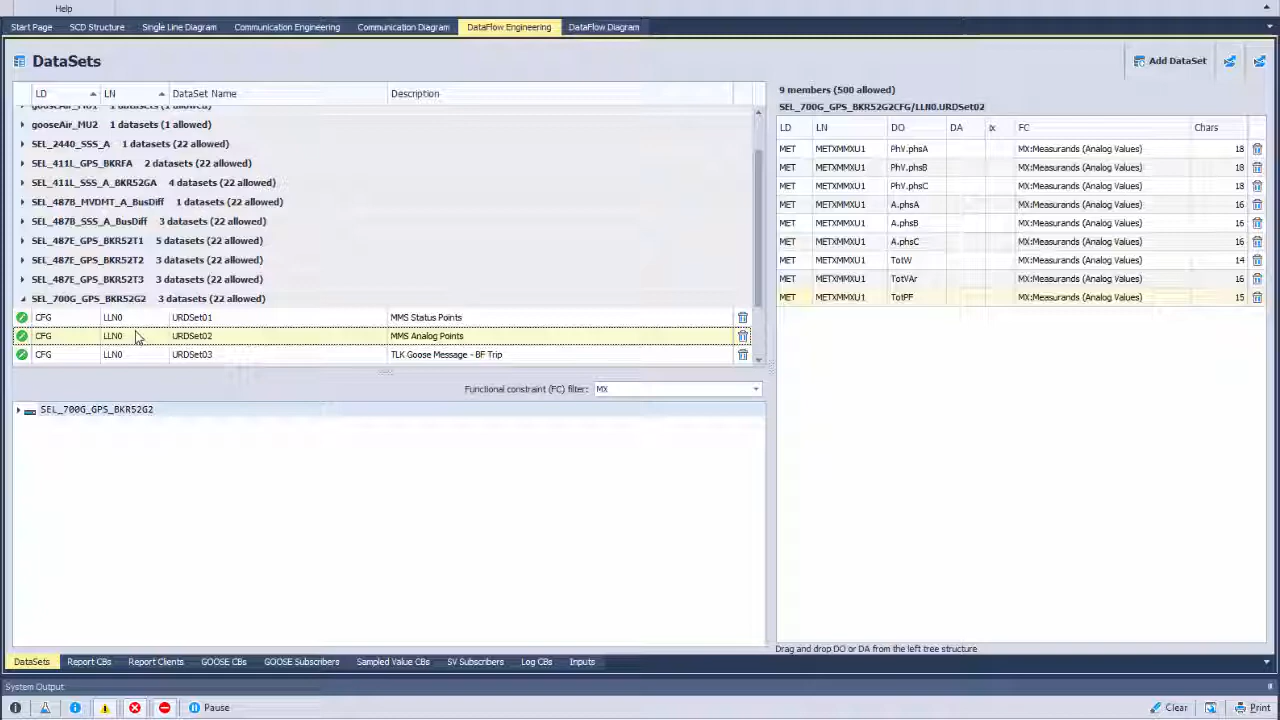 Help
Start Page SCD Structure Single Line Diagram Communication Engineering Communication Diagram DataFlow Engineering DataFlow Diagram
DataSets
Add DataSet
LD LN DataSet Name Description
gooseAir_MU1 1 datasets (1 allowed)
gooseAir_MU2 1 datasets (1 allowed)
SEL_2440_SSS_A 1 datasets (22 allowed)
SEL_411L_GPS_BKRFA 2 datasets (22 allowed)
SEL_411L_SSS_A_BKR52GA 4 datasets (22 allowed)
SEL_487B_MVDMT_A_BusDiff 1 datasets (22 allowed)
SEL_487B_SSS_A_BusDiff 3 datasets (22 allowed)
SEL_487E_GPS_BKR52T1 5 datasets (22 allowed)
SEL_487E_GPS_BKR52T2 3 datasets (22 allowed)
SEL_487E_GPS_BKR52T3 3 datasets (22 allowed)
SEL_700G_GPS_BKR52G2 3 datasets (22 allowed)
CFG LLN0 URDSet01 MMS Status Points
CFG LLN0 URDSet02 MMS Analog Points
CFG LLN0 URDSet03 TLK Goose Message - BF Trip
Functional constraint (FC) filter: MX
SEL_700G_GPS_BKR52G2
9 members (500 allowed)
SEL_700G_GPS_BKR52G2CFG/LLN0.URDSet02
LD LN DO DA Ix FC Chars
MET METXMMXU1 PhV.phsA MX:Measurands (Analog Values) 18
MET METXMMXU1 PhV.phsB MX:Measurands (Analog Values) 18
MET METXMMXU1 PhV.phsC MX:Measurands (Analog Values) 18
MET METXMMXU1 A.phsA MX:Measurands (Analog Values) 16
MET METXMMXU1 A.phsB MX:Measurands (Analog Values) 16
MET METXMMXU1 A.phsC MX:Measurands (Analog Values) 16
MET METXMMXU1 TotW MX:Measurands (Analog Values) 14
MET METXMMXU1 TotVAr MX:Measurands (Analog Values) 16
MET METXMMXU1 TotPF MX:Measurands (Analog Values) 15
Drag and drop DO or DA from the left tree structure
DataSets Report CBs Report Clients GOOSE CBs GOOSE Subscribers Sampled Value CBs SV Subscribers Log CBs Inputs
System Output:
Pause Clear Print